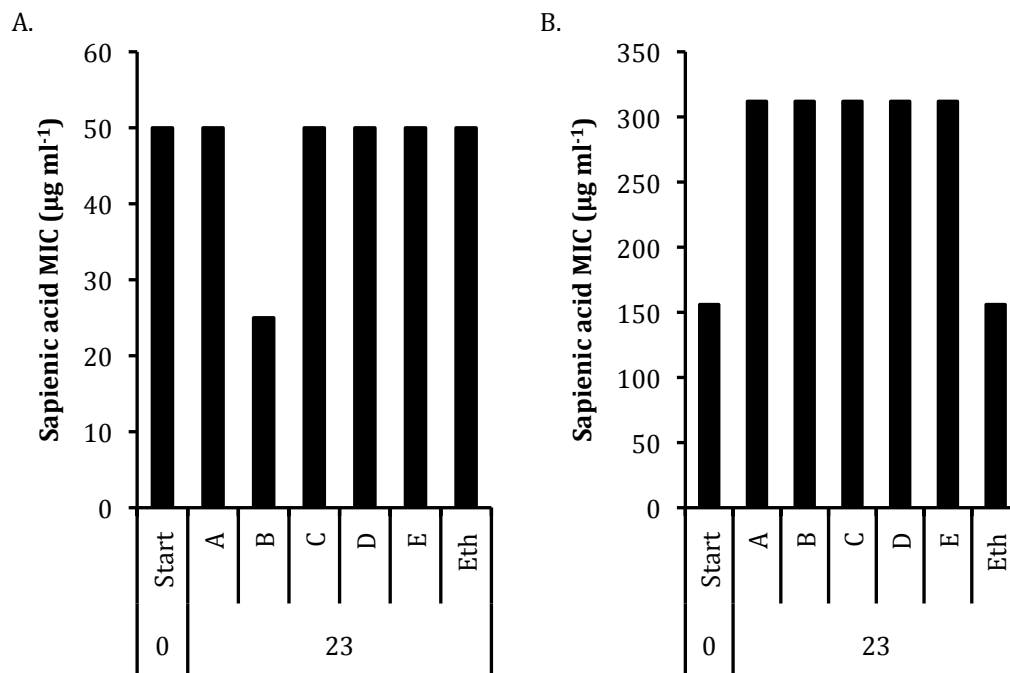 A.
Sapienic acid MIC (µg ml⁻¹)
60
50
40
30
20
10
0
Start
A
B
C
D
E
Eth
0
23
B.
Sapienic acid MIC (µg ml⁻¹)
350
300
250
200
150
100
50
0
Start
A
B
C
D
E
Eth
0
23